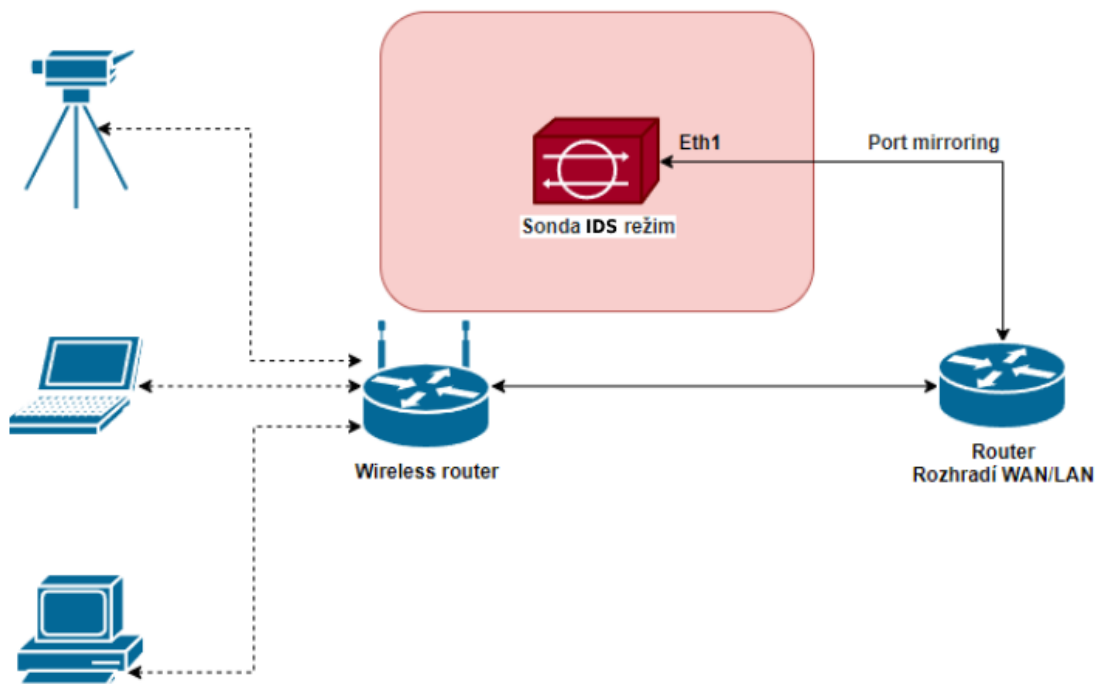 Eth1
Port mirroring
Sonda IDS režim
Wireless router
Router
Rozhradí WAN/LAN